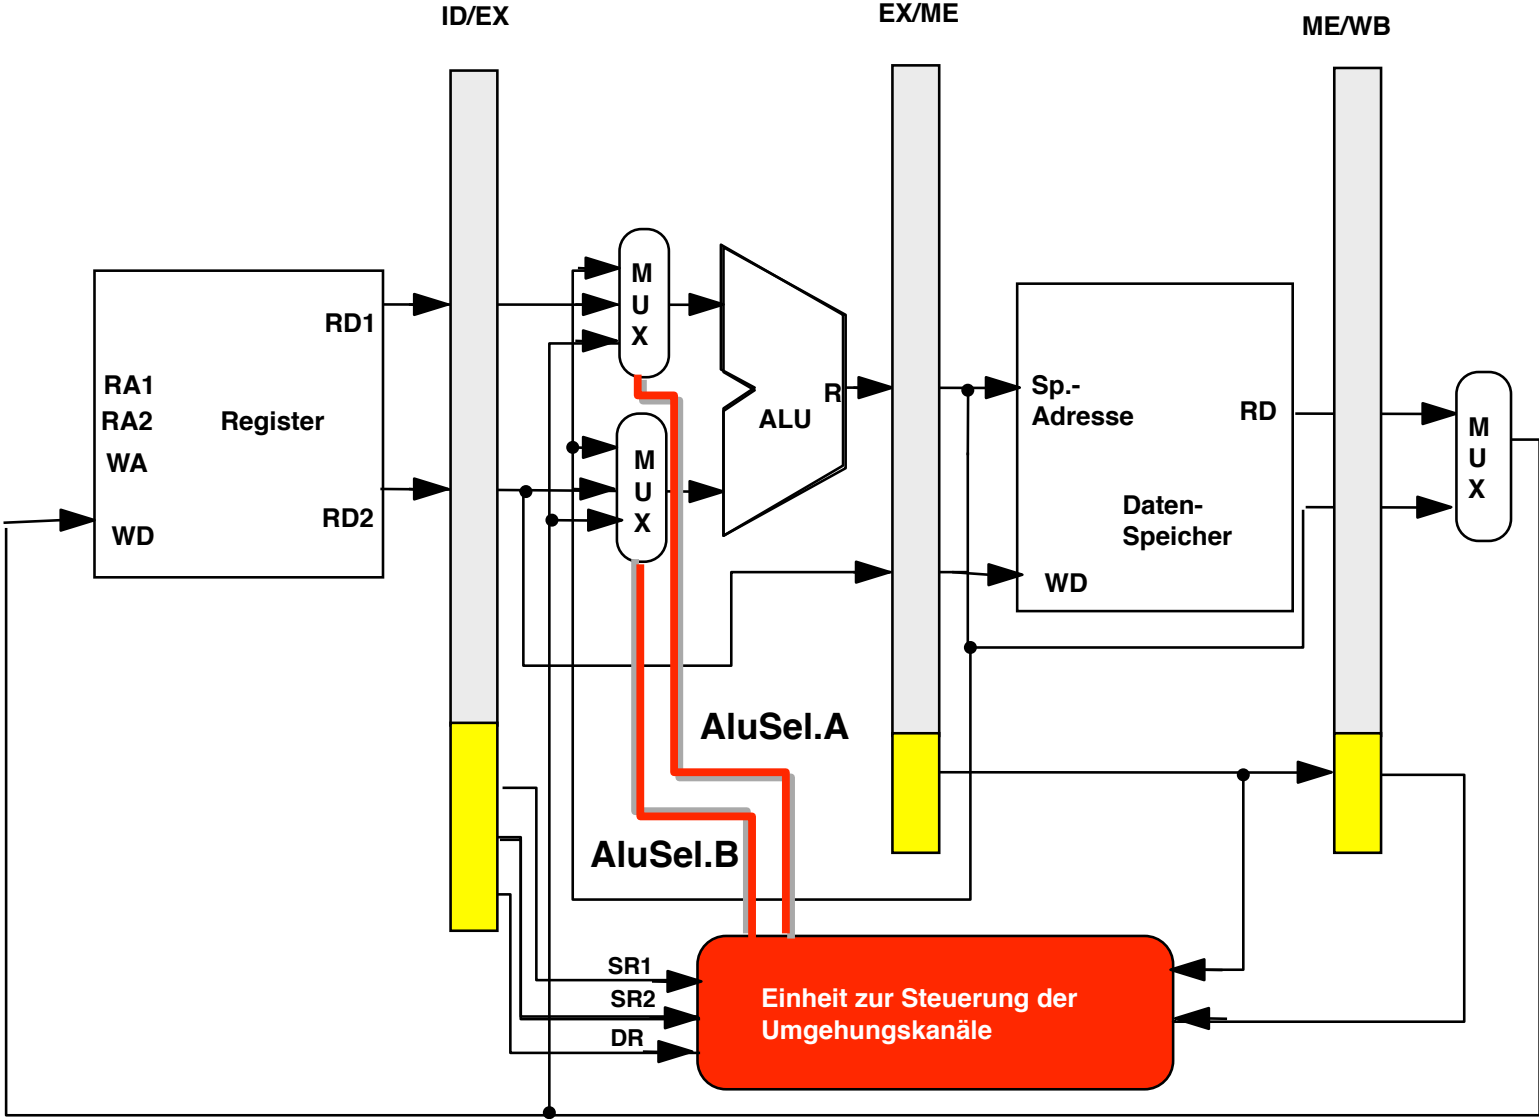 ID/EX
EX/ME
ME/WB
M
U
X
RD1
RA1
RA2
WA
WD
Register
RD2
M
U
X
R
ALU
Sp.-
Adresse
RD
Daten-
Speicher
WD
M
U
X
AluSel.A
AluSel.B
SR1
SR2
DR
Einheit zur Steuerung der
Umgehungskanäle